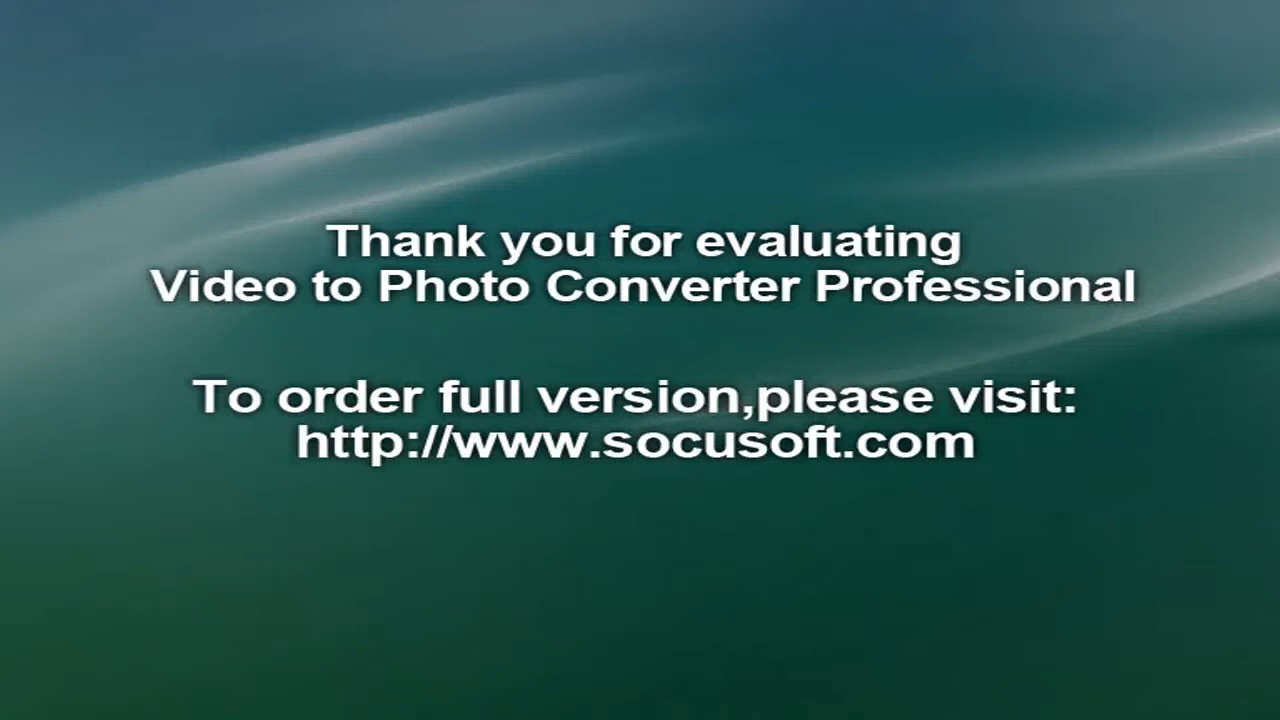 Thank you for evaluating
Video to Photo Converter Professional
To order full version,please visit:
http://www.socusoft.com